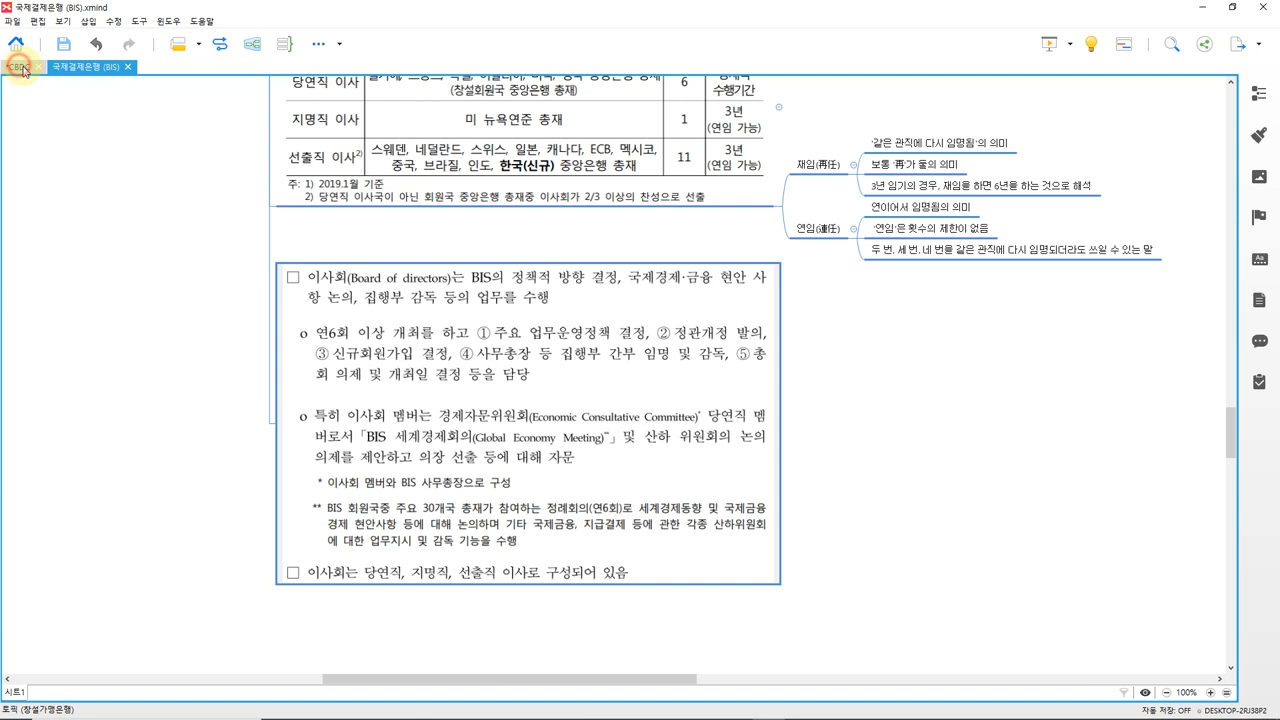 국제결제은행 (BIS).xmind
파일 편집 보기 삽입 수정 도구 윈도우 도움말
국제결제은행 (BIS)
당연직 이사
(창설회원국 중앙은행 총재)
6
수행기간
지명직 이사
미 뉴욕연준 총재
1
3년
(연임 가능)
선출직 이사2)
스웨덴, 네덜란드, 스위스, 일본, 캐나다, ECB, 멕시코,
중국, 브라질, 인도, 한국(신규) 중앙은행 총재
11
3년
(연임 가능)
주: 1) 2019.1월 기준
2) 당연직 이사국이 아닌 회원국 중앙은행 총재중 이사회가 2/3 이상의 찬성으로 선출
재임(再任)
'같은 관직에 다시 임명됨'의 의미
보통 '再'가 둘의 의미
3년 임기의 경우, 재임을 하면 6년을 하는 것으로 해석
연임(連任)
연이어서 임명됨의 의미
'연임'은 횟수의 제한이 없음
두 번, 세 번, 네 번을 같은 관직에 다시 임명되더라도 쓰일 수 있는 말
□ 이사회(Board of directors)는 BIS의 정책적 방향 결정, 국제경제·금융 현안 사
항 논의, 집행부 감독 등의 업무를 수행
o 연6회 이상 개최를 하고 ①주요 업무운영정책 결정, ②정관개정 발의,
③신규회원가입 결정, ④사무총장 등 집행부 간부 임명 및 감독, ⑤총
회 의제 및 개최일 결정 등을 담당
o 특히 이사회 멤버는 경제자문위원회(Economic Consultative Committee)* 당연직 멤
버로서「BIS 세계경제회의(Global Economy Meeting)**」및 산하 위원회의 논의
의제를 제안하고 의장 선출 등에 대해 자문
* 이사회 멤버와 BIS 사무총장으로 구성
** BIS 회원국중 주요 30개국 총재가 참여하는 정례회의(연6회)로 세계경제동향 및 국제금융
경제 현안사항 등에 대해 논의하며 기타 국제금융, 지급결제 등에 관한 각종 산하위원회
에 대한 업무지시 및 감독 기능을 수행
□ 이사회는 당연직, 지명직, 선출직 이사로 구성되어 있음
시트1
100%
토픽 (창설가맹은행)
자동 저장: OFF
DESKTOP-2RJ38P2